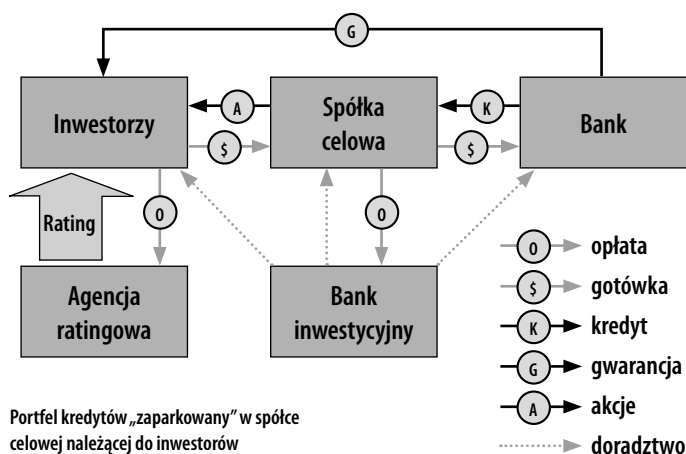 G
Inwestorzy
A
$
Spółka
celowa
K
$
Bank
Rating
O
O
Agencja
ratingowa
Bank
inwestycyjny
O opłata
$ gotówka
K kredyt
G gwarancja
A akcje
doradztwo
Portfel kredytów „zaparkowany” w spółce
celowej należącej do inwestorów